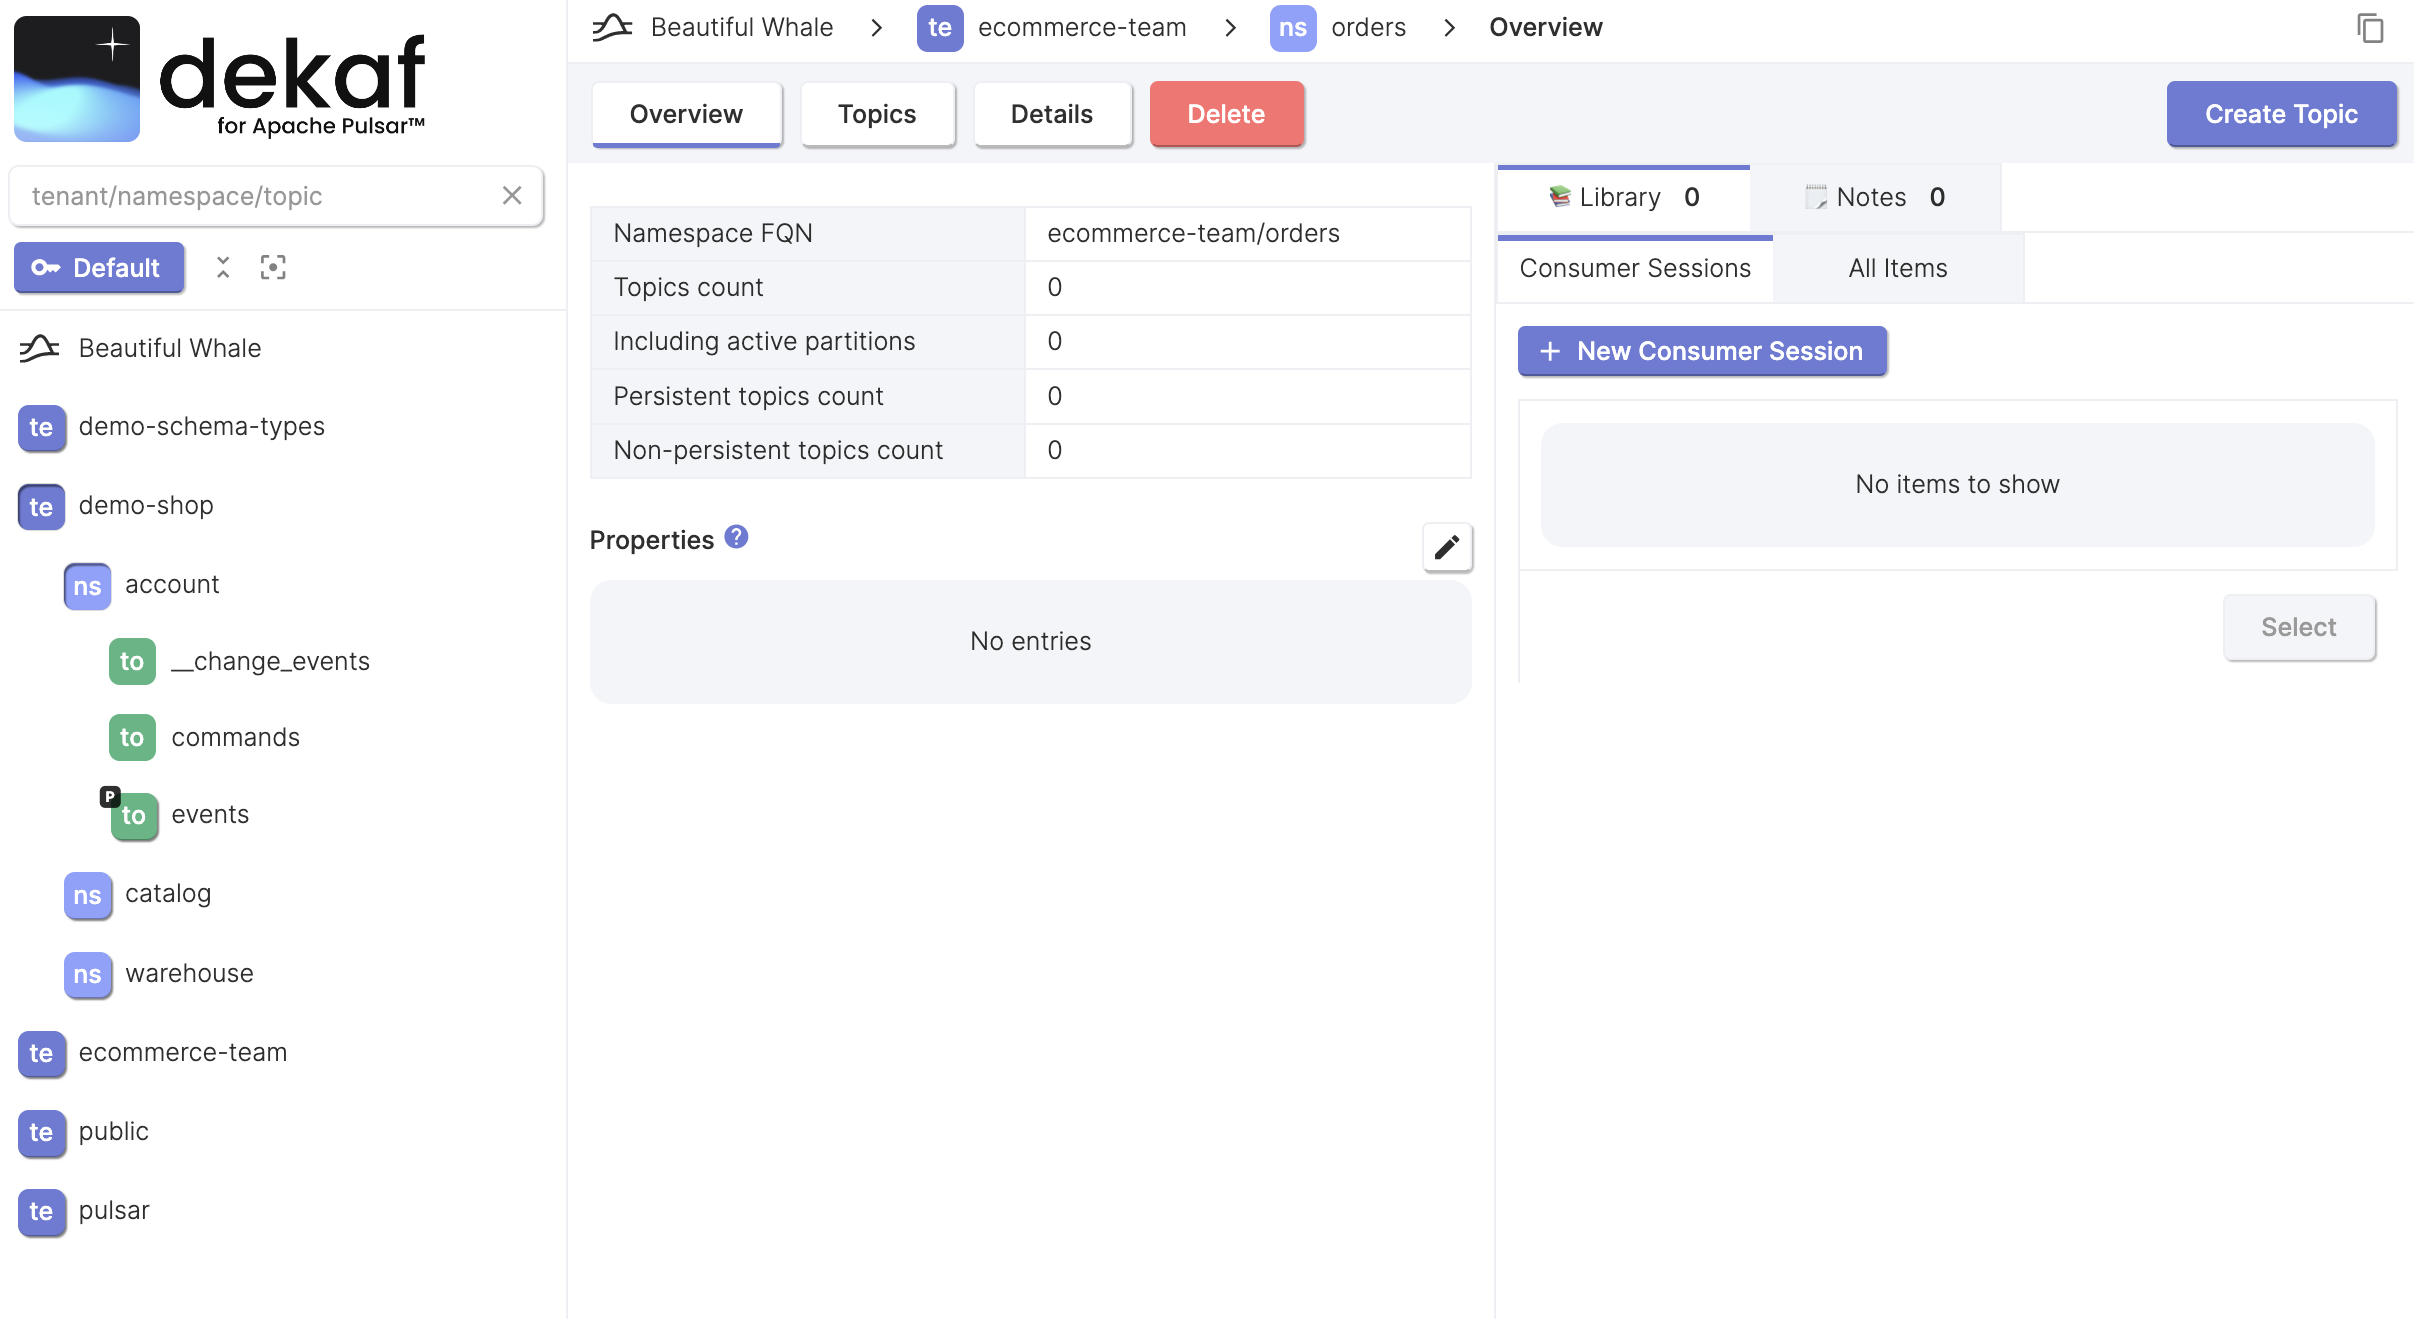 dekaf
for Apache Pulsar™
tenant/namespace/topic
Default
Beautiful Whale
te demo-schema-types
te demo-shop
ns account
to __change_events
to commands
P
to events
ns catalog
ns warehouse
te ecommerce-team
te public
te pulsar
Beautiful Whale > te ecommerce-team > ns orders > Overview
Overview Topics Details Delete Create Topic
Namespace FQN ecommerce-team/orders
Topics count 0
Including active partitions 0
Persistent topics count 0
Non-persistent topics count 0
Properties ?
No entries
Library 0 Notes 0
Consumer Sessions All Items
+ New Consumer Session
No items to show
Select